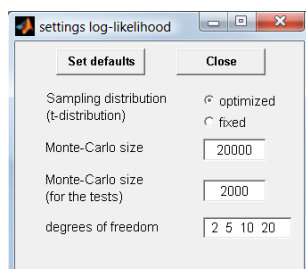 settings log-likelihood
Set defaults Close
Sampling distribution
(t-distribution)
optimized
fixed
Monte-Carlo size 20000
Monte-Carlo size
(for the tests)
2000
degrees of freedom 2 5 10 20